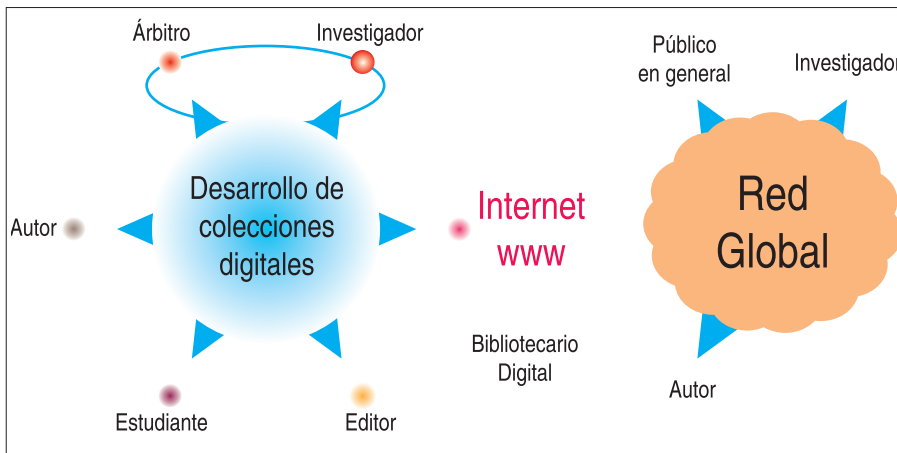 Árbitro
Investigador
Público
en general
Investigador
Desarrollo de
colecciones
digitales
Autor
Internet
www
Red
Global
Bibliotecario
Digital
Autor
Estudiante
Editor